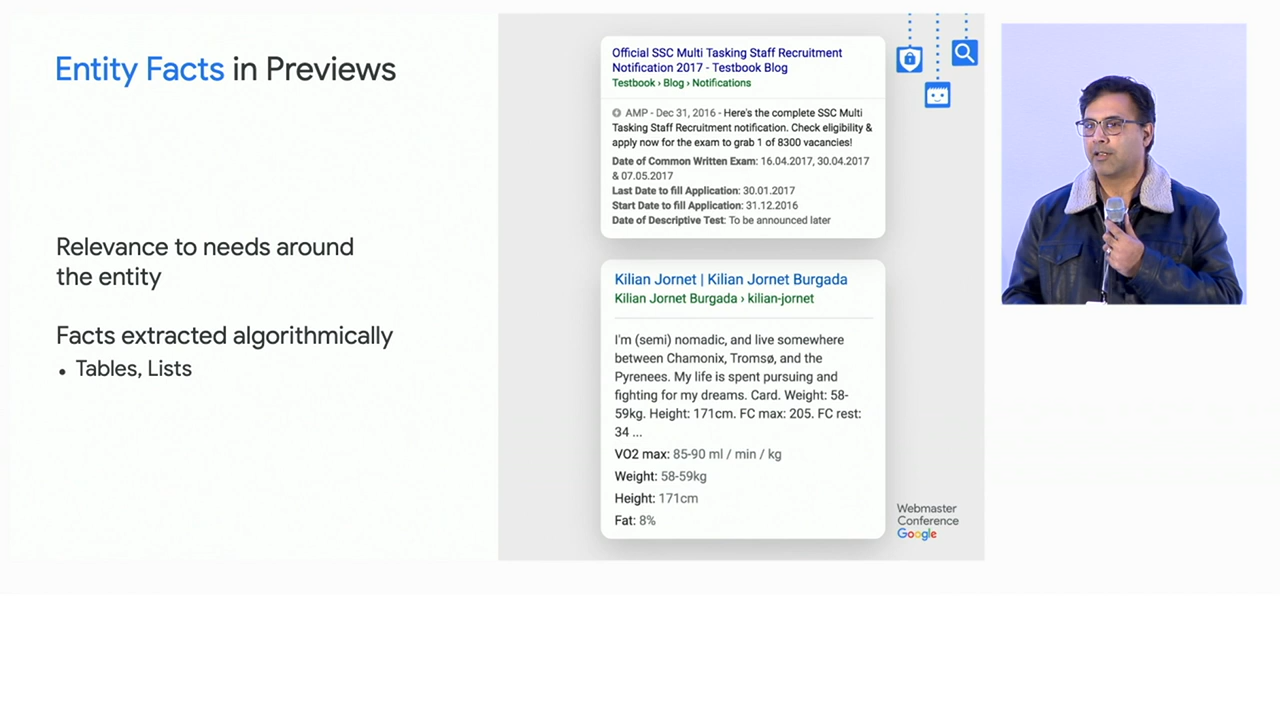 Entity Facts in Previews
Relevance to needs around
the entity
Facts extracted algorithmically
• Tables, Lists
Official SSC Multi Tasking Staff Recruitment
Notification 2017 - Testbook Blog
Testbook › Blog › Notifications
AMP - Dec 31, 2016 - Here's the complete SSC Multi
Tasking Staff Recruitment notification. Check eligibility &
apply now for the exam to grab 1 of 8300 vacancies!
Date of Common Written Exam: 16.04.2017, 30.04.2017
& 07.05.2017
Last Date to fill Application: 30.01.2017
Start Date to fill Application: 31.12.2016
Date of Descriptive Test: To be announced later
Kilian Jornet | Kilian Jornet Burgada
Kilian Jornet Burgada › kilian-jornet
I'm (semi) nomadic, and live somewhere
between Chamonix, Tromsø, and the
Pyrenees. My life is spent pursuing and
fighting for my dreams. Card. Weight: 58-
59kg. Height: 171cm. FC max: 205. FC rest:
34 ...
VO2 max: 85-90 ml / min / kg
Weight: 58-59kg
Height: 171cm
Fat: 8%
Webmaster
Conference
Google